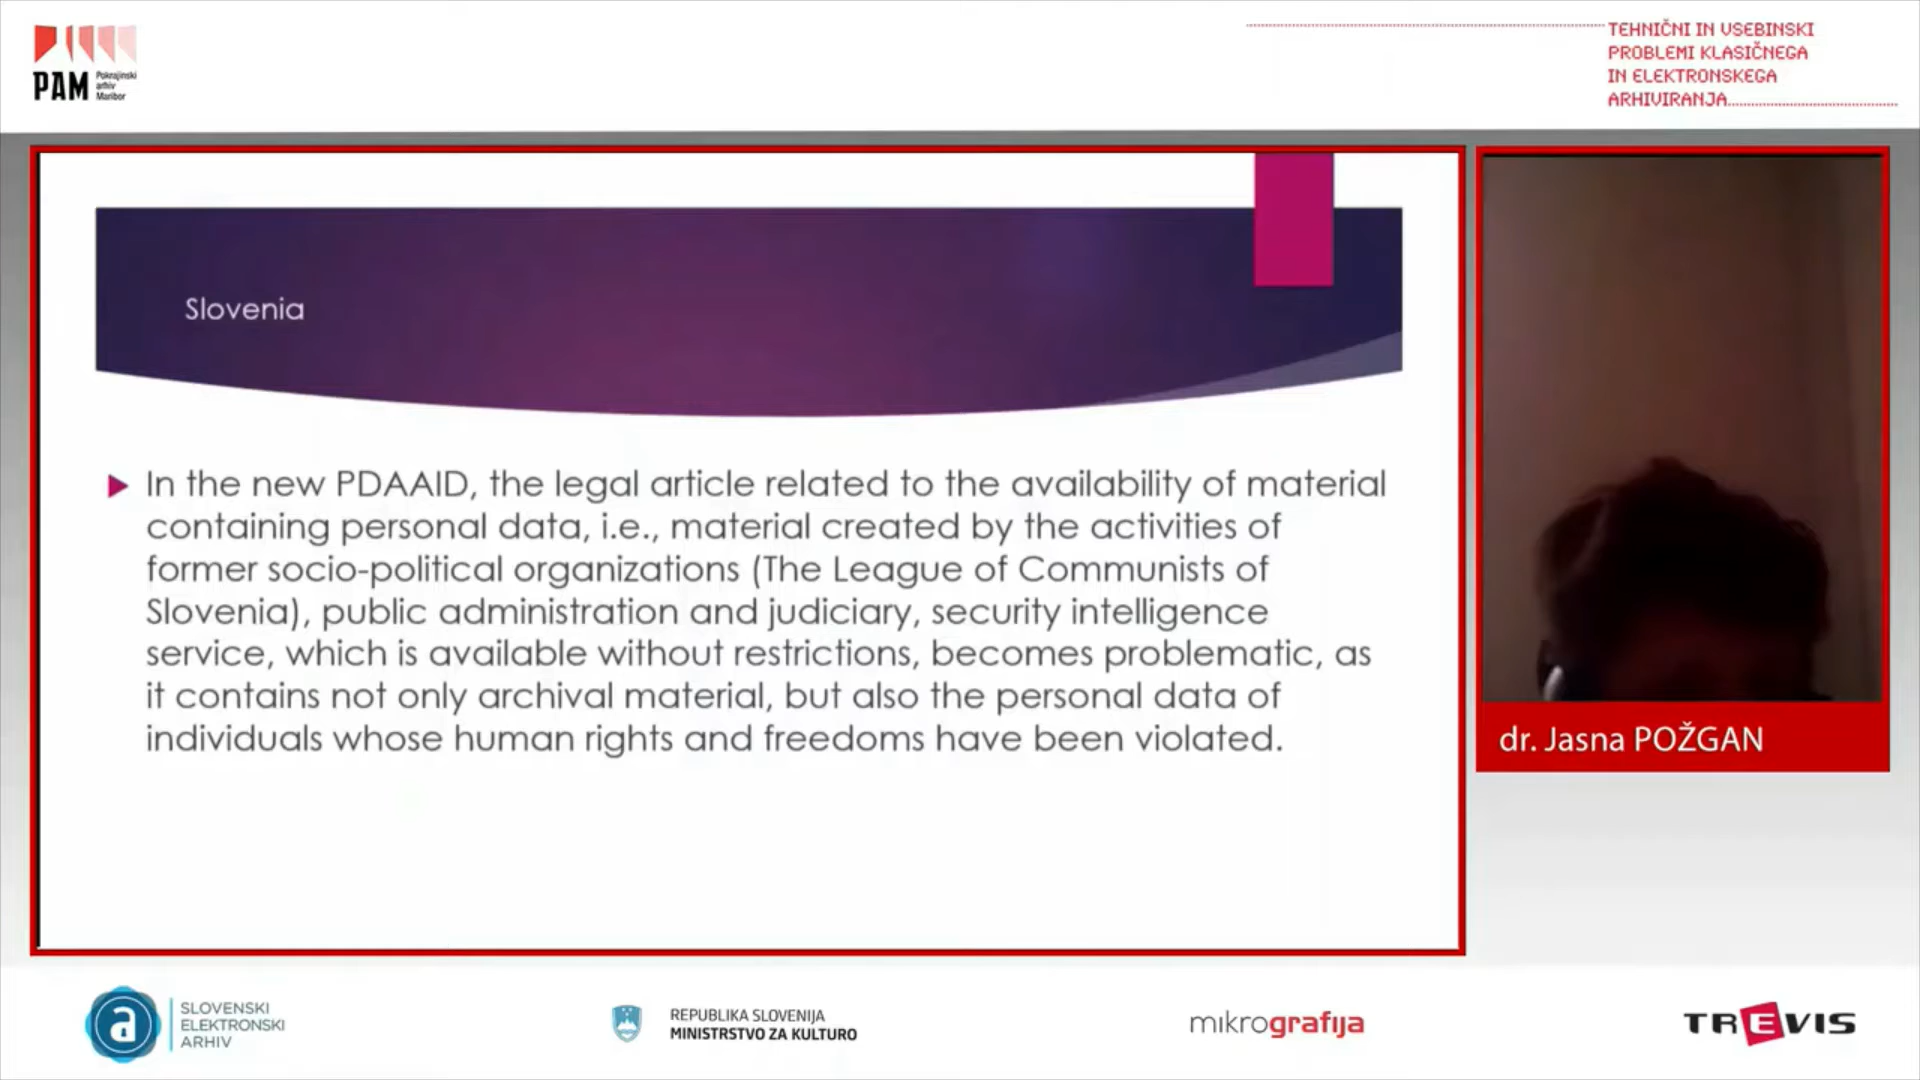 PAM
Pokrajinski
arhiv
Maribor
TEHNIČNI IN VSEBINSKI
PROBLEMI KLASIČNEGA
IN ELEKTRONSKEGA
ARHIVIRANJA
Slovenia
In the new PDAAID, the legal article related to the availability of material
containing personal data, i.e., material created by the activities of
former socio-political organizations (The League of Communists of
Slovenia), public administration and judiciary, security intelligence
service, which is available without restrictions, becomes problematic, as
it contains not only archival material, but also the personal data of
individuals whose human rights and freedoms have been violated.
dr. Jasna POŽGAN
a
SLOVENSKI
ELEKTRONSKI
ARHIV
REPUBLIKA SLOVENIJA
MINISTRSTVO ZA KULTURO
mikrografija
TREVIS